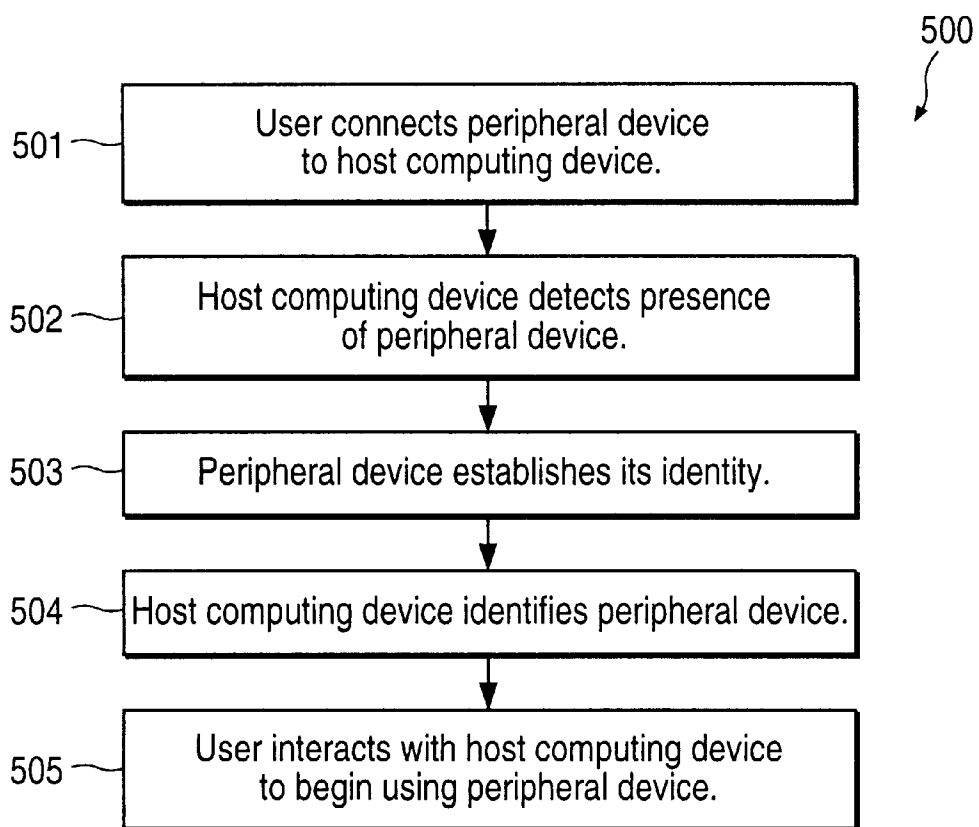 500
501
User connects peripheral device
to host computing device.
502
Host computing device detects presence
of peripheral device.
503
Peripheral device establishes its identity.
504
Host computing device identifies peripheral device.
505
User interacts with host computing device
to begin using peripheral device.